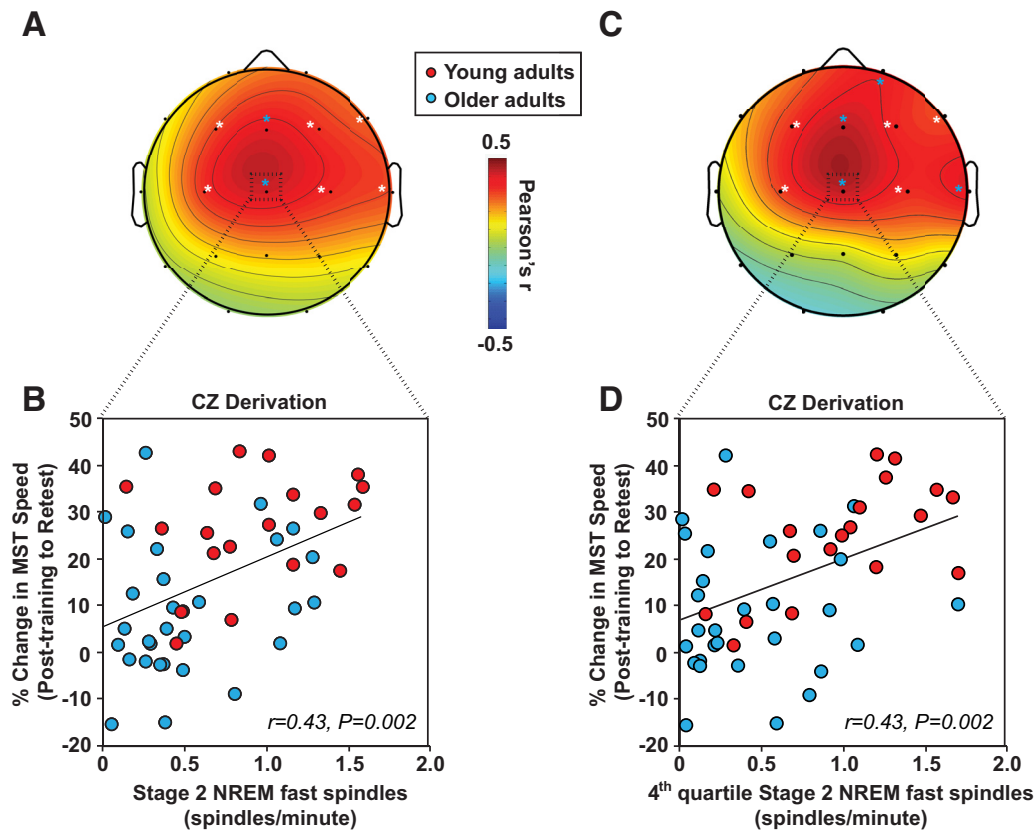 A
C
Young adults
Older adults
0.5
Pearson's r
-0.5
B
CZ Derivation
50
40
30
20
10
0
-10
-20
% Change in MST Speed
(Post-training to Retest)
r=0.43, P=0.002
0
0.5
1.0
1.5
2.0
Stage 2 NREM fast spindles
(spindles/minute)
D
CZ Derivation
50
40
30
20
10
0
-10
-20
% Change in MST Speed
(Post-training to Retest)
r=0.43, P=0.002
0
0.5
1.0
1.5
2.0
4th quartile Stage 2 NREM fast spindles
(spindles/minute)